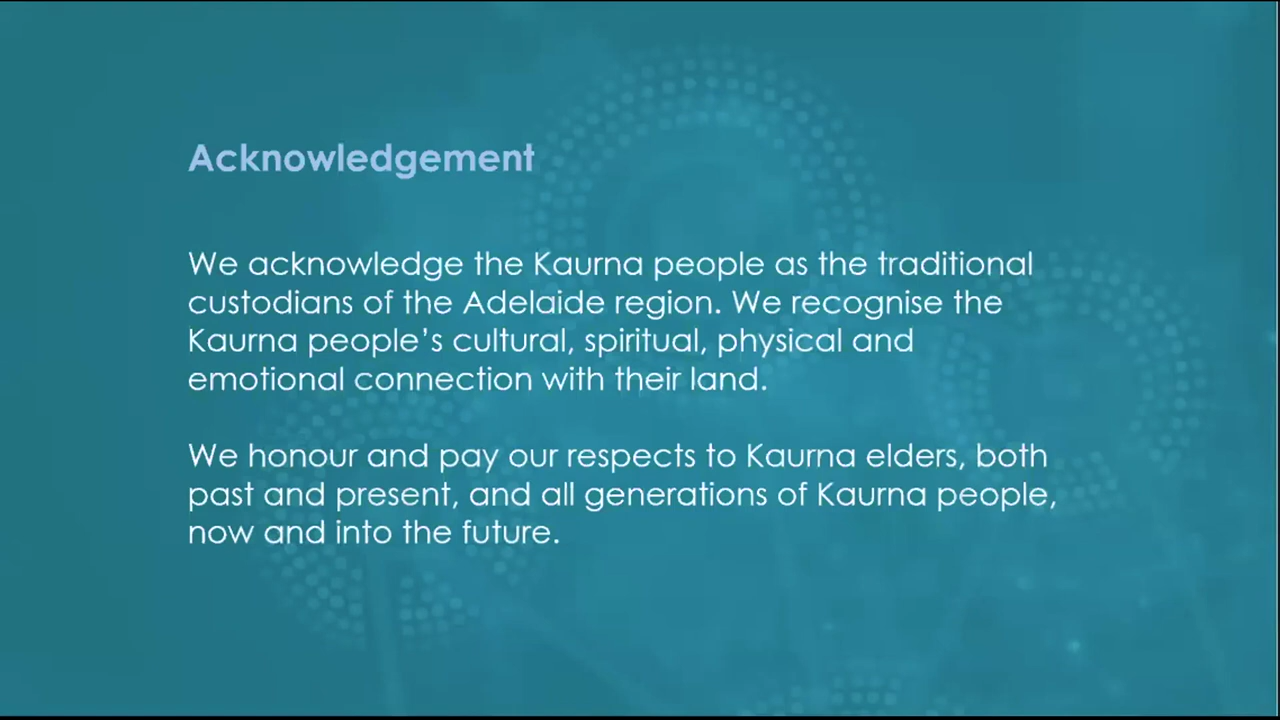 Acknowledgement
We acknowledge the Kaurna people as the traditional
custodians of the Adelaide region. We recognise the
Kaurna people’s cultural, spiritual, physical and
emotional connection with their land.
We honour and pay our respects to Kaurna elders, both
past and present, and all generations of Kaurna people,
now and into the future.